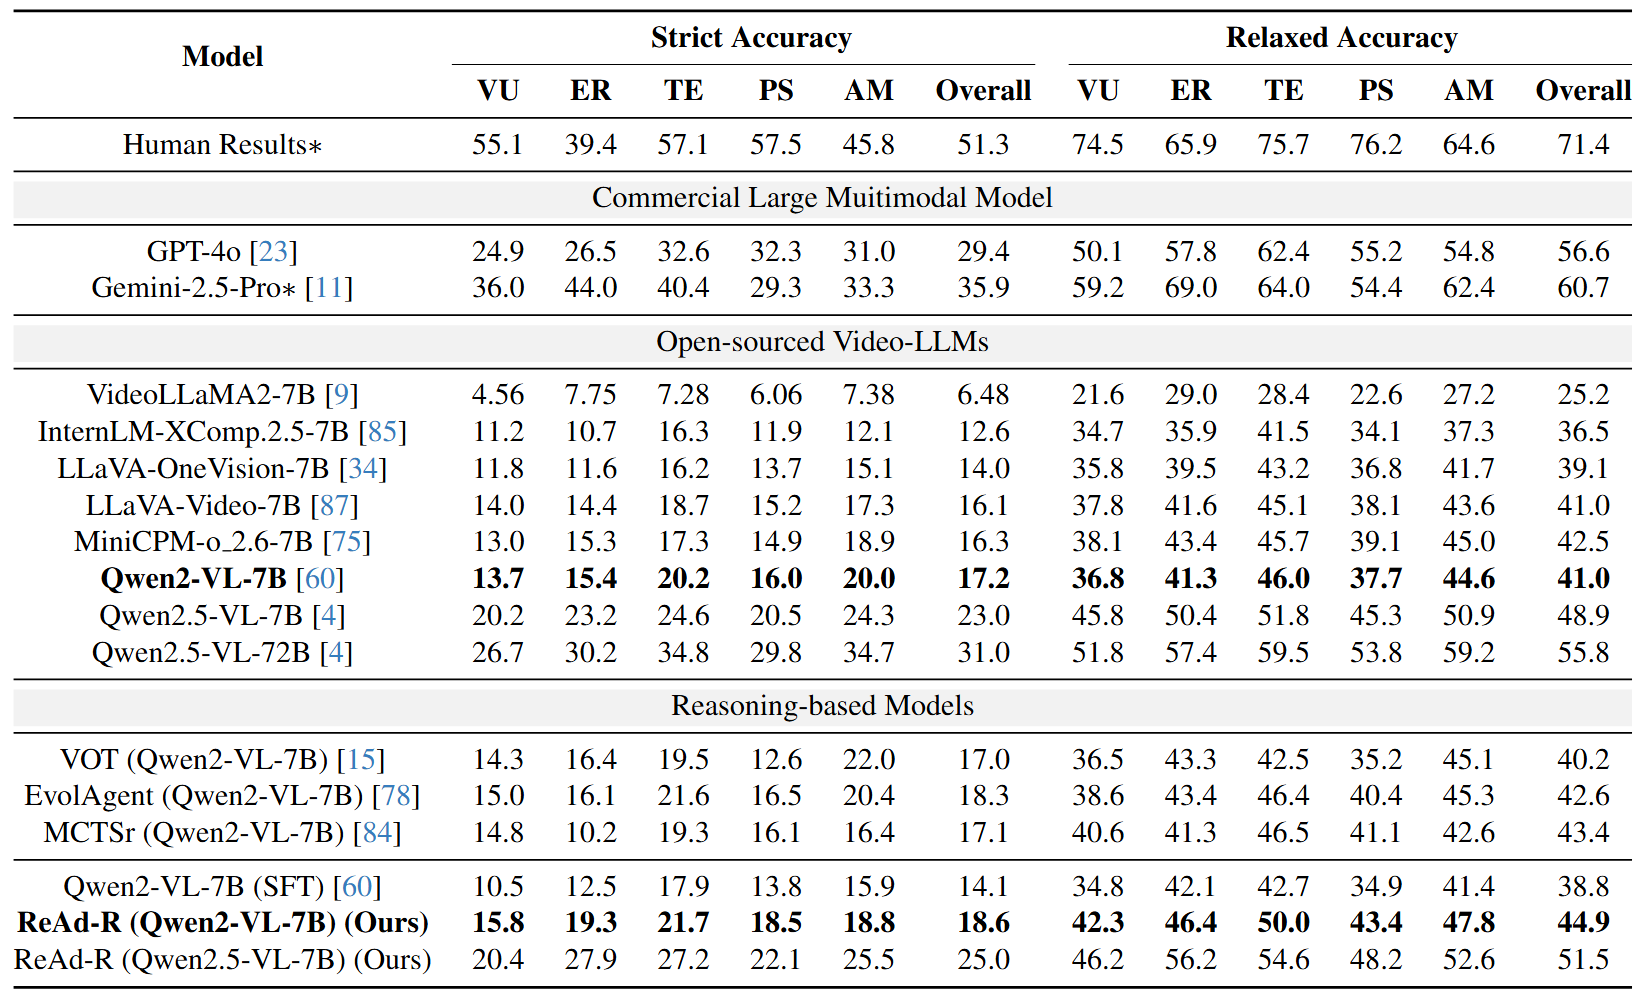 Model Strict Accuracy Relaxed Accuracy
VU ER TE PS AM Overall VU ER TE PS AM Overall
Human Results∗ 55.1 39.4 57.1 57.5 45.8 51.3 74.5 65.9 75.7 76.2 64.6 71.4
Commercial Large Muitimodal Model
GPT-4o [23] 24.9 26.5 32.6 32.3 31.0 29.4 50.1 57.8 62.4 55.2 54.8 56.6
Gemini-2.5-Pro∗ [11] 36.0 44.0 40.4 29.3 33.3 35.9 59.2 69.0 64.0 54.4 62.4 60.7
Open-sourced Video-LLMs
VideoLLaMA2-7B [9] 4.56 7.75 7.28 6.06 7.38 6.48 21.6 29.0 28.4 22.6 27.2 25.2
InternLM-XComp.2.5-7B [85] 11.2 10.7 16.3 11.9 12.1 12.6 34.7 35.9 41.5 34.1 37.3 36.5
LLaVA-OneVision-7B [34] 11.8 11.6 16.2 13.7 15.1 14.0 35.8 39.5 43.2 36.8 41.7 39.1
LLaVA-Video-7B [87] 14.0 14.4 18.7 15.2 17.3 16.1 37.8 41.6 45.1 38.1 43.6 41.0
MiniCPM-o_2.6-7B [75] 13.0 15.3 17.3 14.9 18.9 16.3 38.1 43.4 45.7 39.1 45.0 42.5
Qwen2-VL-7B [60] 13.7 15.4 20.2 16.0 20.0 17.2 36.8 41.3 46.0 37.7 44.6 41.0
Qwen2.5-VL-7B [4] 20.2 23.2 24.6 20.5 24.3 23.0 45.8 50.4 51.8 45.3 50.9 48.9
Qwen2.5-VL-72B [4] 26.7 30.2 34.8 29.8 34.7 31.0 51.8 57.4 59.5 53.8 59.2 55.8
Reasoning-based Models
VOT (Qwen2-VL-7B) [15] 14.3 16.4 19.5 12.6 22.0 17.0 36.5 43.3 42.5 35.2 45.1 40.2
EvolAgent (Qwen2-VL-7B) [78] 15.0 16.1 21.6 16.5 20.4 18.3 38.6 43.4 46.4 40.4 45.3 42.6
MCTSr (Qwen2-VL-7B) [84] 14.8 10.2 19.3 16.1 16.4 17.1 40.6 41.3 46.5 41.1 42.6 43.4
Qwen2-VL-7B (SFT) [60] 10.5 12.5 17.9 13.8 15.9 14.1 34.8 42.1 42.7 34.9 41.4 38.8
ReAd-R (Qwen2-VL-7B) (Ours) 15.8 19.3 21.7 18.5 18.8 18.6 42.3 46.4 50.0 43.4 47.8 44.9
ReAd-R (Qwen2.5-VL-7B) (Ours) 20.4 27.9 27.2 22.1 25.5 25.0 46.2 56.2 54.6 48.2 52.6 51.5